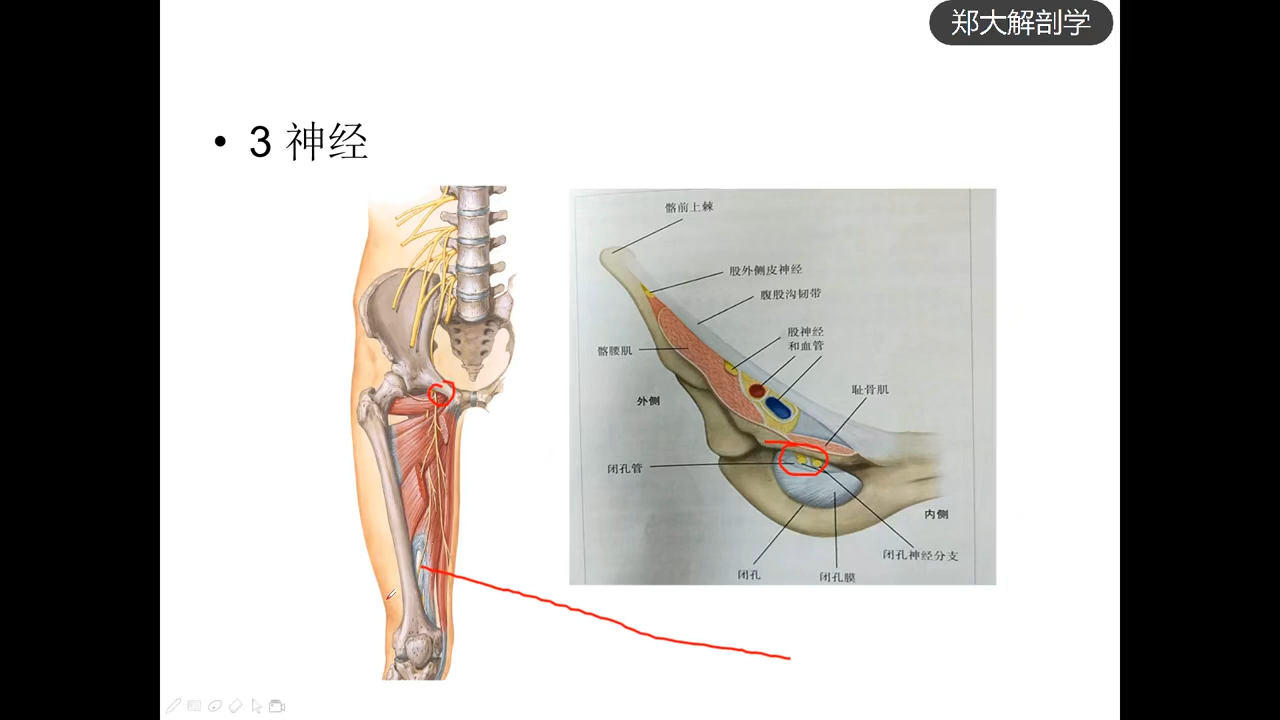 郑大解剖学
• 3 神经
髂前上棘
股外侧皮神经
腹股沟韧带
股神经
和血管
髂腰肌
耻骨肌
外侧
闭孔管
内侧
闭孔神经分支
闭孔
闭孔膜